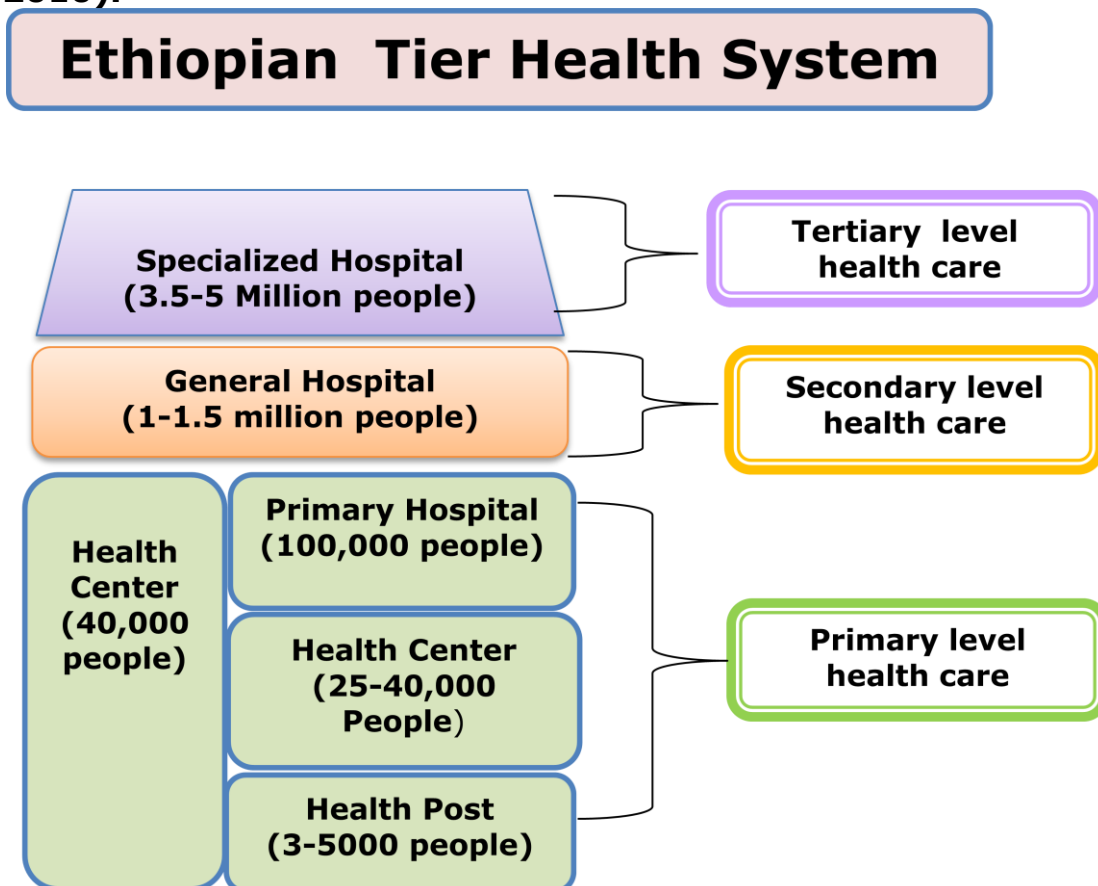 Ethiopian Tier Health System
Specialized Hospital
(3.5-5 Million people)
Tertiary level
health care
General Hospital
(1-1.5 million people)
Secondary level
health care
Health
Center
(40,000
people)
Primary Hospital
(100,000 people)
Health Center
(25-40,000
People)
Health Post
(3-5000 people)
Primary level
health care